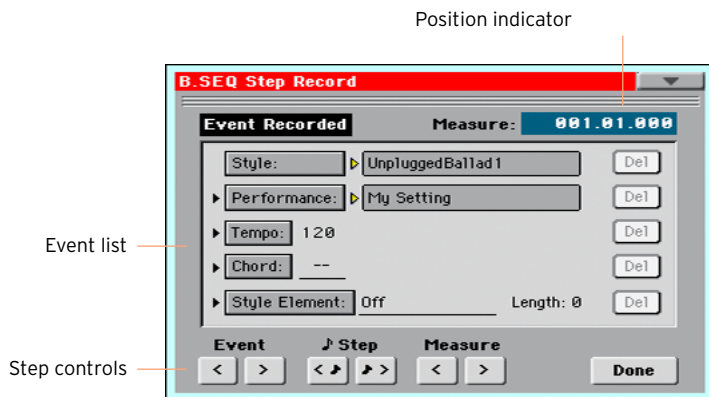 Position indicator
B.SEQ Step Record
Event Recorded Measure: 001.01.000
Style: UnpluggedBallad1 Del
Performance: My Setting Del
Event list
Tempo: 120 Del
Chord: -- Del
Style Element: Off Length: 0 Del
Event ♪ Step Measure
Step controls
< > < ♪ ♪ > < > Done